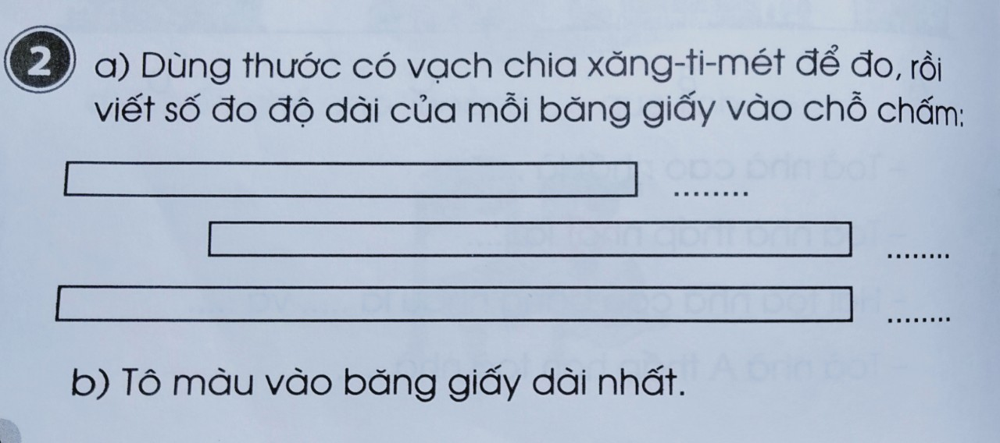 2 a) Dùng thước có vạch chia xăng-ti-mét để đo, rồi
viết số đo độ dài của mỗi băng giấy vào chỗ chấm:
.........
.........
.........
b) Tô màu vào băng giấy dài nhất.